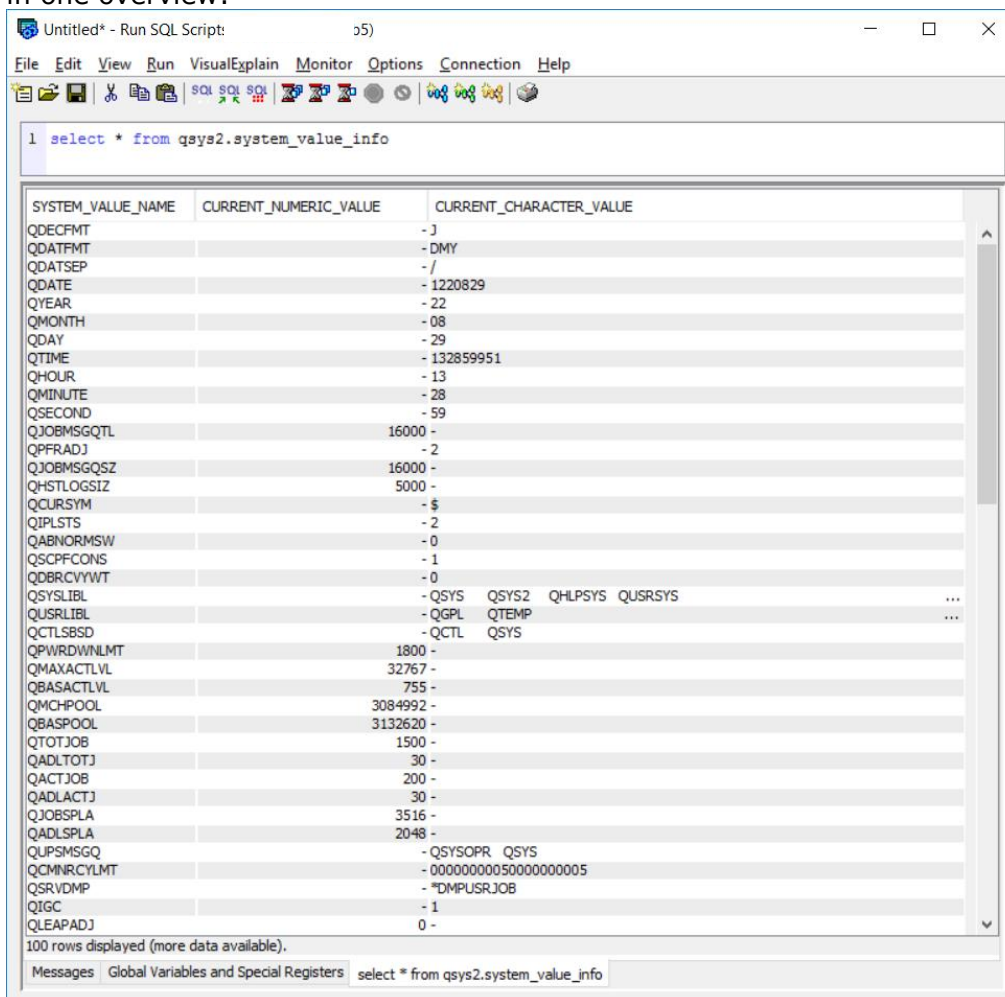 in one overview?
Untitled* - Run SQL Scripts o5)
File Edit View Run VisualExplain Monitor Options Connection Help
1 select * from qsys2.system_value_info
SYSTEM_VALUE_NAME CURRENT_NUMERIC_VALUE CURRENT_CHARACTER_VALUE
QDECFMT - J
QDATFMT - DMY
QDATSEP - /
QDATE - 1220829
QYEAR - 22
QMONTH - 08
QDAY - 29
QTIME - 132859951
QHOUR - 13
QMINUTE - 28
QSECOND - 59
QJOBMSGQTL 16000 -
QPFRADJ - 2
QJOBMSGQSZ 16000 -
QHSTLOGSIZ 5000 -
QCURSYM - $
QIPLSTS - 2
QABNORMSW - 0
QSCPFCONS - 1
QDBRCVYWT - 0
QSYSLIBL - QSYS QSYS2 QHLPSYS QUSRSYS ...
QUSRLIBL - QGPL QTEMP ...
QCTLSBSD - QCTL QSYS
QPWRDWNLMT 1800 -
QMAXACTLVL 32767 -
QBASACTLVL 755 -
QMCHPOOL 3084992 -
QBASPOOL 3132620 -
QTOTJOB 1500 -
QADLTOTJ 30 -
QACTJOB 200 -
QADLACTJ 30 -
QJOBSPLA 3516 -
QADLSPLA 2048 -
QUPSMSGQ - QSYSOPR QSYS
QCMNRCYLMT - 00000000050000000005
QSRVDMP - *DMPUSRJOB
QIGC - 1
QLEAPADJ 0 -
100 rows displayed (more data available).
Messages Global Variables and Special Registers select * from qsys2.system_value_info